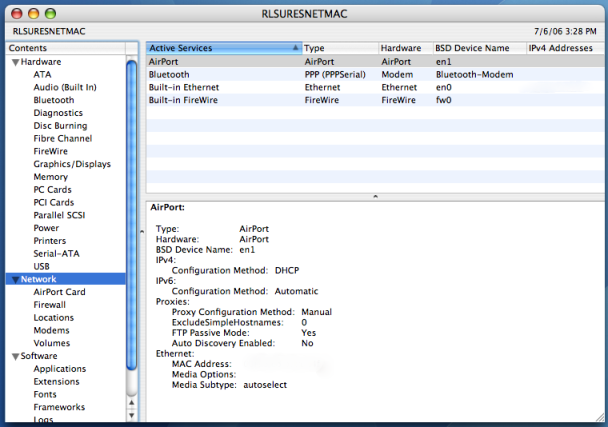 RLSURESNETMAC
RLSURESNETMAC 7/6/06 3:28 PM
Contents
Hardware
ATA
Audio (Built In)
Bluetooth
Diagnostics
Disc Burning
Fibre Channel
FireWire
Graphics/Displays
Memory
PC Cards
PCI Cards
Parallel SCSI
Power
Printers
Serial-ATA
USB
Network
AirPort Card
Firewall
Locations
Modems
Volumes
Software
Applications
Extensions
Fonts
Frameworks
Logs
Active Services Type Hardware BSD Device Name IPv4 Addresses
AirPort AirPort AirPort en1
Bluetooth PPP (PPPSerial) Modem Bluetooth-Modem
Built-in Ethernet Ethernet Ethernet en0
Built-in FireWire FireWire FireWire fw0
AirPort:
Type: AirPort
Hardware: AirPort
BSD Device Name: en1
IPv4:
Configuration Method: DHCP
IPv6:
Configuration Method: Automatic
Proxies:
Proxy Configuration Method: Manual
ExcludeSimpleHostnames: 0
FTP Passive Mode: Yes
Auto Discovery Enabled: No
Ethernet:
MAC Address:
Media Options:
Media Subtype: autoselect